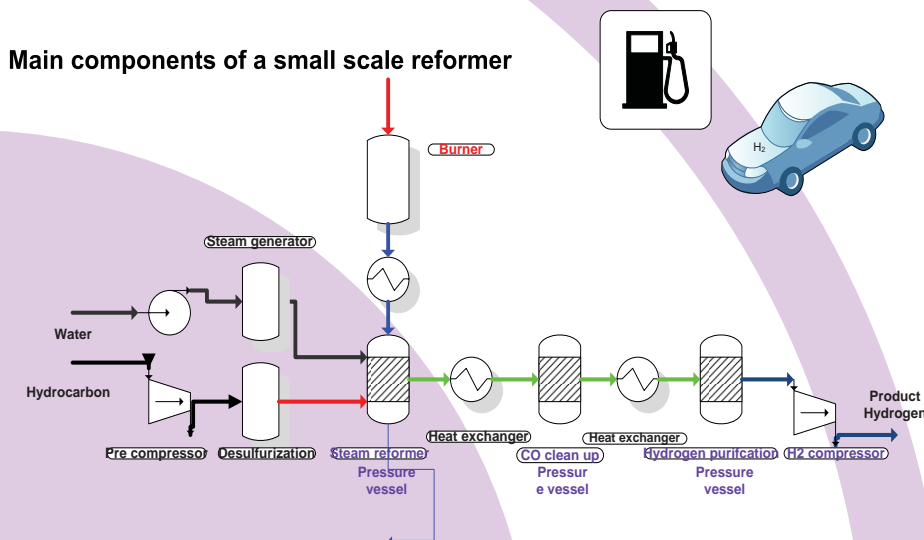 Main components of a small scale reformer
Burner
H₂
Steam generator
Water
Hydrocarbon
Product
Hydrogen
Pre compressor
Desulfurization
Steam reformer
Pressure
vessel
Heat exchanger
CO clean up
Pressur
e vessel
Heat exchanger
Hydrogen purifcation
Pressure
vessel
H2 compressor